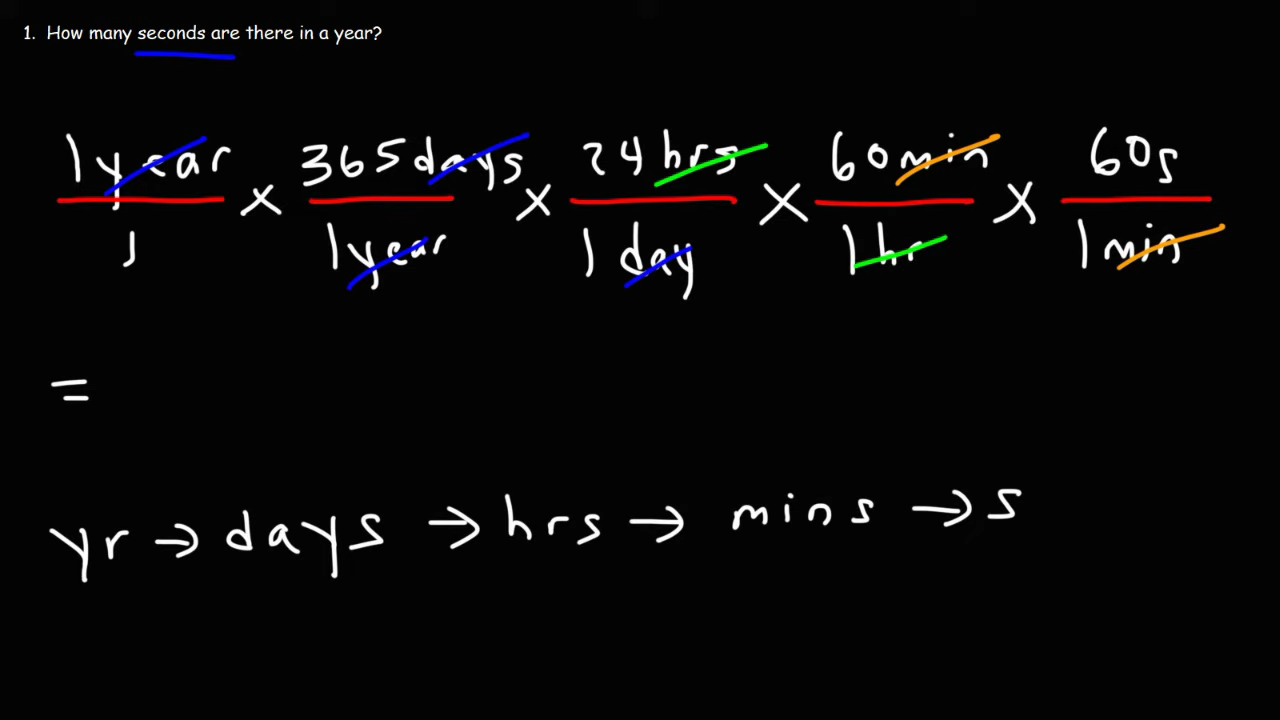 1. How many seconds are there in a year?
1 year × 365 days × 24 hrs × 60 min × 60 s
1 1 year 1 day 1 hr 1 min
=
yr → days → hrs → mins → s